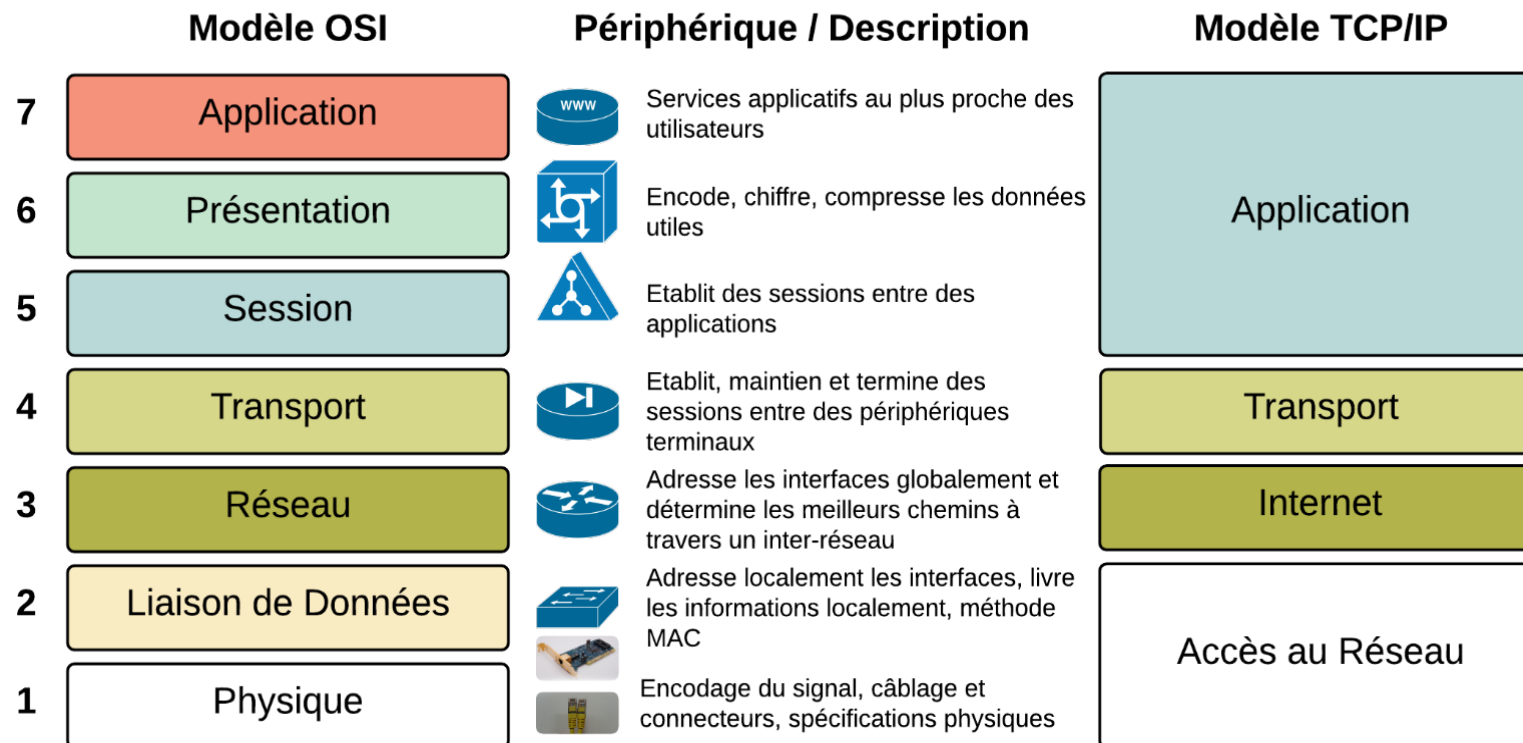 Modèle OSI
Périphérique / Description
Modèle TCP/IP
7
Application
www
Services applicatifs au plus proche des
utilisateurs
Application
6
Présentation
Encode, chiffre, compresse les données
utiles
5
Session
Etablit des sessions entre des
applications
4
Transport
Etablit, maintien et termine des
sessions entre des périphériques
terminaux
Transport
3
Réseau
Adresse les interfaces globalement et
détermine les meilleurs chemins à
travers un inter-réseau
Internet
2
Liaison de Données
Adresse localement les interfaces, livre
les informations localement, méthode
MAC
Accès au Réseau
1
Physique
Encodage du signal, câblage et
connecteurs, spécifications physiques